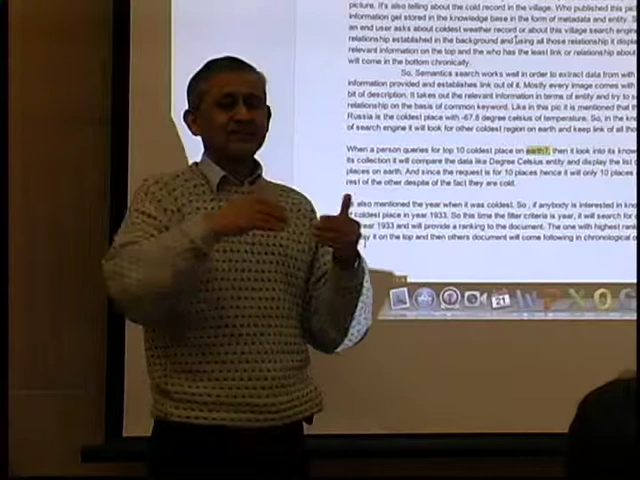 picture. It's also telling about the cold record in the village. Who published this pic
information get stored in the knowledge base in the form of metadata and entity. S
an end user asks about coldest weather record or about this village search engine
relationship established in the background and using all those relationship it displa
relevant information on the top and the who has the least link or relationship about
will come in the bottom chronically.
So, Semantics search works well in order to extract data from with
information provided and establishes link out of it. Mostly every image comes with
bit of description. It takes out the relevant information in terms of entity and try to
relationship on the basis of common keyword. Like in this pic it is mentioned that
Russia is the coldest place with -67.8 degree celsius of temperature. So, in the kn
of search engine it will look for other coldest region on earth and keep link of all th
When a person queries for top 10 coldest place on earth?, then it look into its know
its collection it will compare the data like Degree Celsius entity and display the list
places on earth. And since the request is for 10 places hence it will only 10 places
rest of the other despite of the fact they are cold.
also mentioned the year when it was coldest. So , if anybody is interested in kno
coldest place in year 1933. So this time the filter criteria is year, it will search for
year 1933 and will provide a ranking to the document. The one with highest rank
it on the top and then others document will come following in chronological o
21